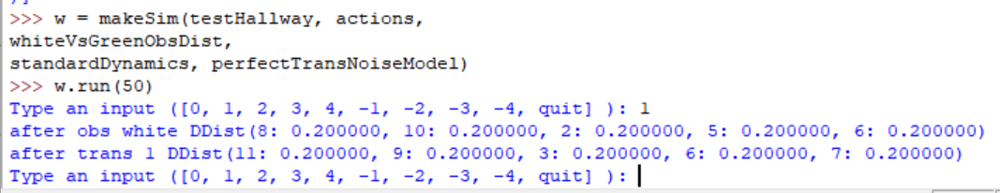 >>> w = makeSim(testHallway, actions,
whiteVsGreenObsDist,
standardDynamics, perfectTransNoiseModel)
>>> w.run(50)
Type an input ([0, 1, 2, 3, 4, -1, -2, -3, -4, quit] ): 1
after obs white DDist(8: 0.200000, 10: 0.200000, 2: 0.200000, 5: 0.200000, 6: 0.200000)
after trans 1 DDist(11: 0.200000, 9: 0.200000, 3: 0.200000, 6: 0.200000, 7: 0.200000)
Type an input ([0, 1, 2, 3, 4, -1, -2, -3, -4, quit] ):